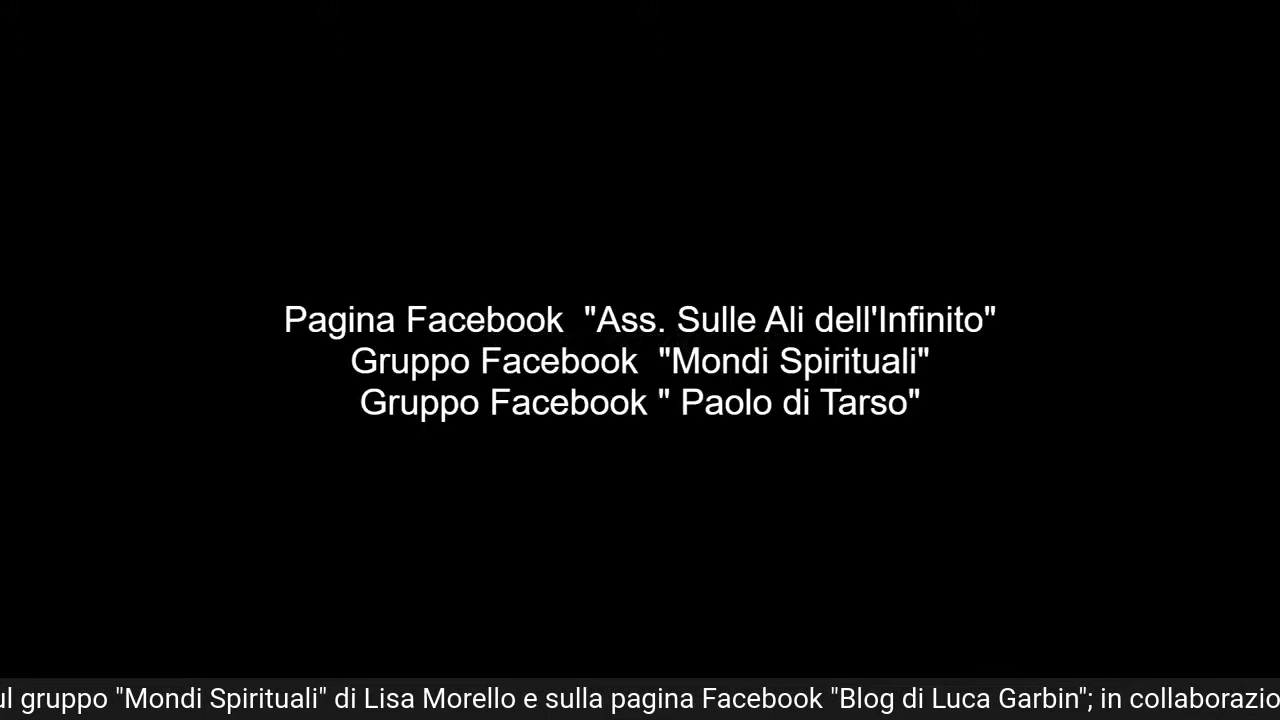 Pagina Facebook  "Ass. Sulle Ali dell'Infinito"
Gruppo Facebook  "Mondi Spirituali"
Gruppo Facebook " Paolo di Tarso"
gruppo "Mondi Spirituali" di Lisa Morello e sulla pagina Facebook "Blog di Luca Garbin"; in